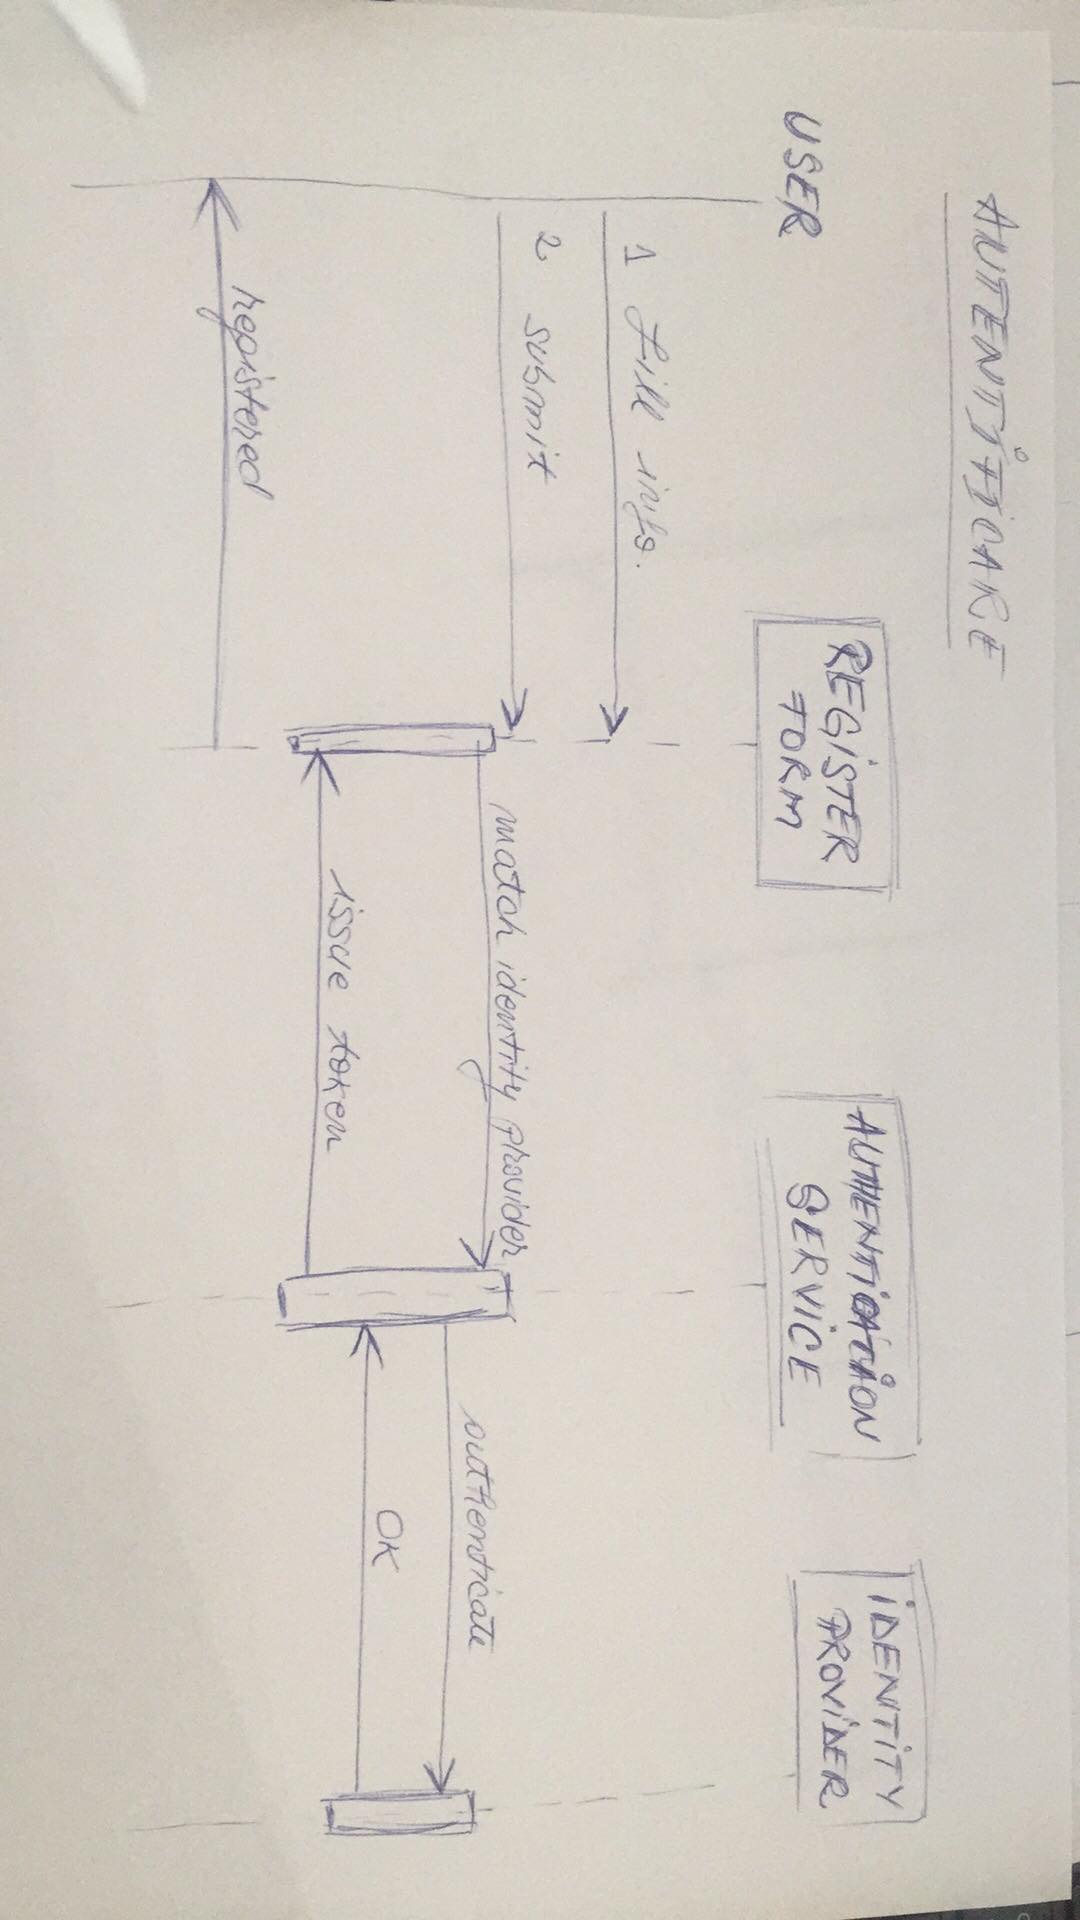 AUTENTIFICARE
USER
REGISTER
FORM
AUTHENTICATION
SERVICE
IDENTITY
PROVIDER
1 fill info.
2 submit
match identity provider
authenticate
OK
issue token
registered